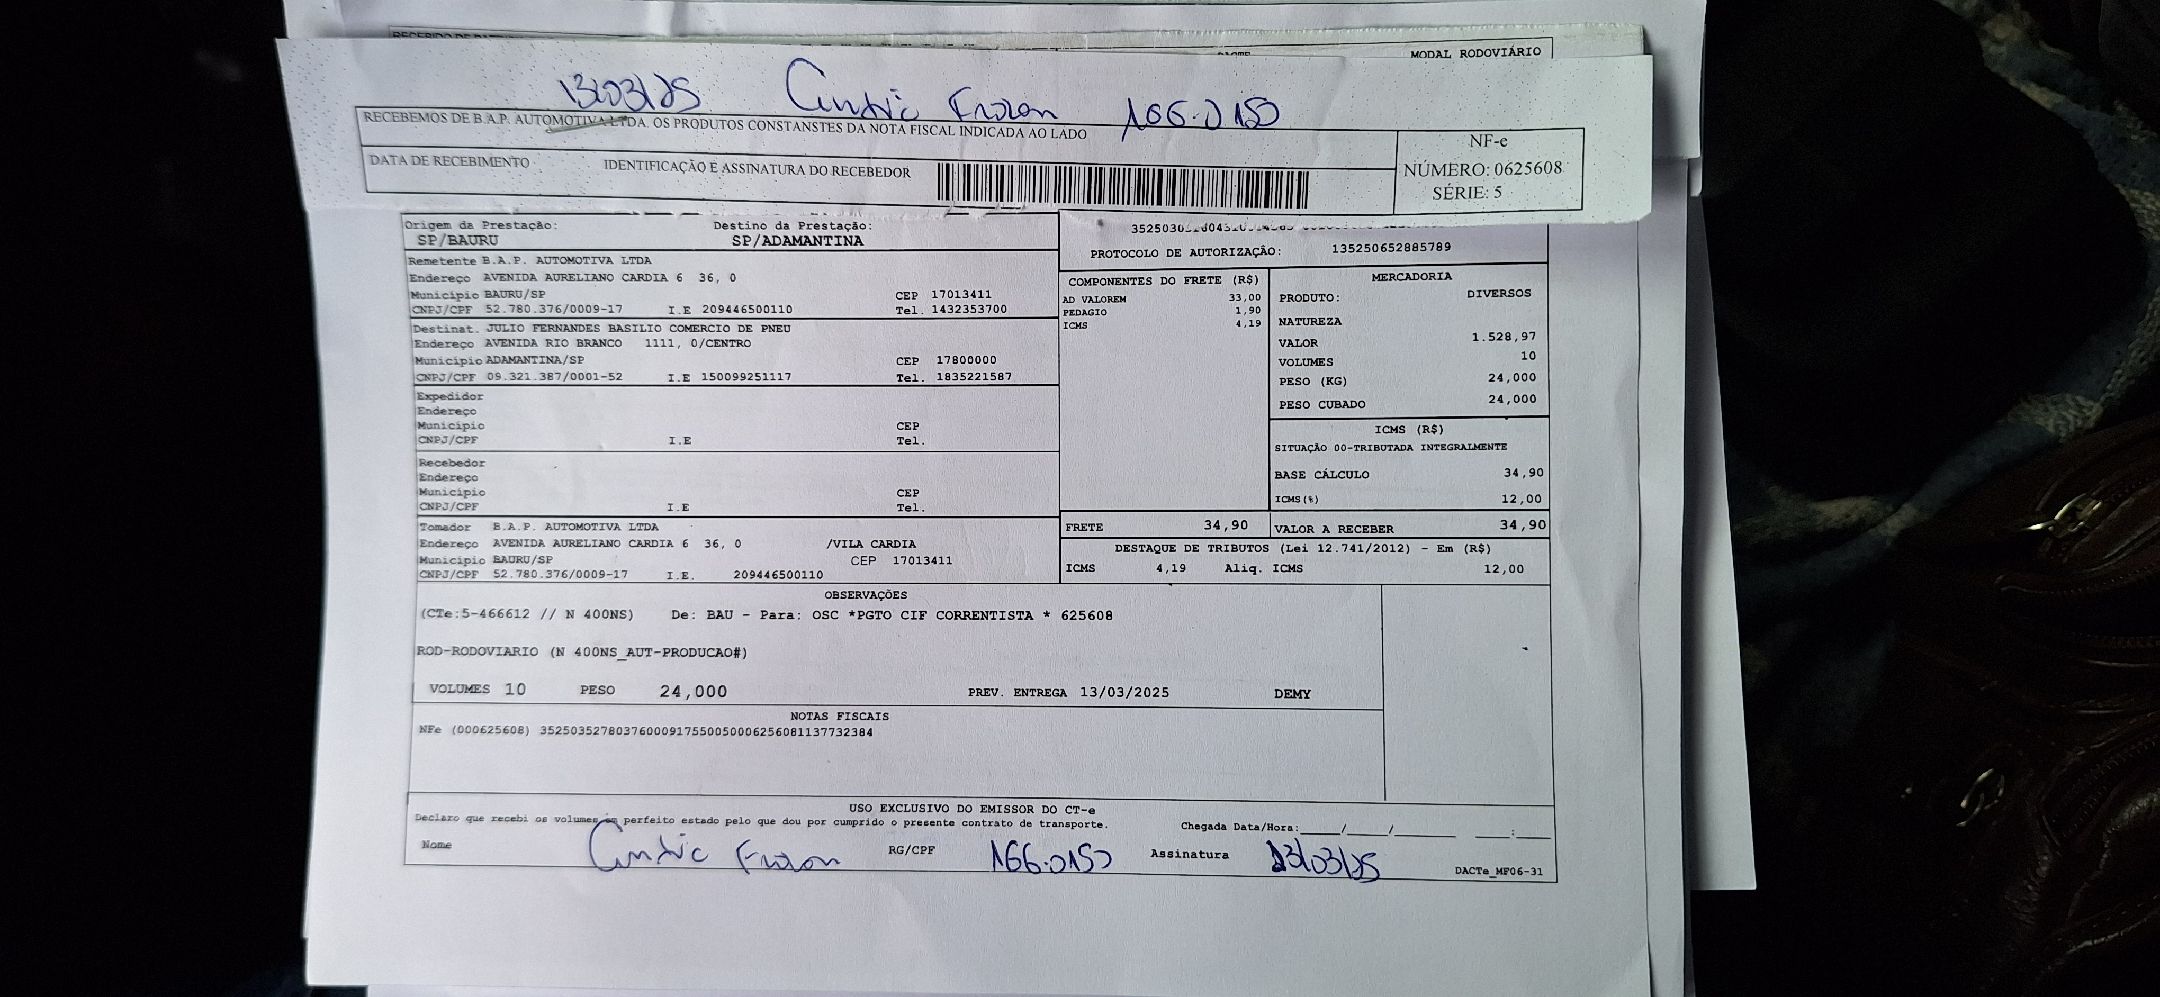 MODAL RODOVIÁRIO
13/03/25 166.0150
RECEBEMOS DE B.A.P. AUTOMOTIVA LTDA. OS PRODUTOS CONSTANSTES DA NOTA FISCAL INDICADA AO LADO
DATA DE RECEBIMENTO IDENTIFICAÇÃO E ASSINATURA DO RECEBEDOR
NF-e
NÚMERO: 0625608
SÉRIE: 5
Origem da Prestação: Destino da Prestação:
SP/BAURU SP/ADAMANTINA
PROTOCOLO DE AUTORIZAÇÃO: 135250652885789
Remetente B.A.P. AUTOMOTIVA LTDA
Endereço AVENIDA AURELIANO CARDIA 6 36, 0
Município BAURU/SP CEP 17013411
CNPJ/CPF 52.780.376/0009-17 I.E 209446500110 Tel. 1432353700
Destinat. JULIO FERNANDES BASILIO COMERCIO DE PNEU
Endereço AVENIDA RIO BRANCO 1111, 0/CENTRO
Município ADAMANTINA/SP CEP 17800000
CNPJ/CPF 09.321.387/0001-52 I.E 150099251117 Tel. 1835221587
Expedidor
Endereço
Município CEP
CNPJ/CPF I.E Tel.
Recebedor
Endereço
Município CEP
CNPJ/CPF I.E Tel.
Tomador B.A.P. AUTOMOTIVA LTDA
Endereço AVENIDA AURELIANO CARDIA 6 36, 0 /VILA CARDIA
Município BAURU/SP CEP 17013411
CNPJ/CPF 52.780.376/0009-17 I.E. 209446500110
COMPONENTES DO FRETE (R$)
AD VALOREM 33,00
PEDAGIO 1,90
ICMS 4,19
MERCADORIA
PRODUTO: DIVERSOS
NATUREZA
VALOR 1.528,97
VOLUMES 10
PESO (KG) 24,000
PESO CUBADO 24,000
ICMS (R$)
SITUAÇÃO 00-TRIBUTADA INTEGRALMENTE
BASE CÁLCULO 34,90
ICMS(%) 12,00
FRETE 34,90 VALOR A RECEBER 34,90
DESTAQUE DE TRIBUTOS (Lei 12.741/2012) - Em (R$)
ICMS 4,19 Aliq. ICMS 12,00
OBSERVAÇÕES
(CTe:5-466612 // N 400NS) De: BAU - Para: OSC *PGTO CIF CORRENTISTA * 625608
ROD-RODOVIARIO (N 400NS_AUT-PRODUCAO#)
VOLUMES 10 PESO 24,000 PREV. ENTREGA 13/03/2025 DEMY
NOTAS FISCAIS
NFe (000625608) 35250352780376000917550050006256081137732384
USO EXCLUSIVO DO EMISSOR DO CT-e
Declaro que recebi os volumes em perfeito estado pelo que dou por cumprido o presente contrato de transporte.
Chegada Data/Hora:____/____/______ ____:____
Nome RG/CPF 166.0150 Assinatura 13/03/25
DACTe_MF06-31